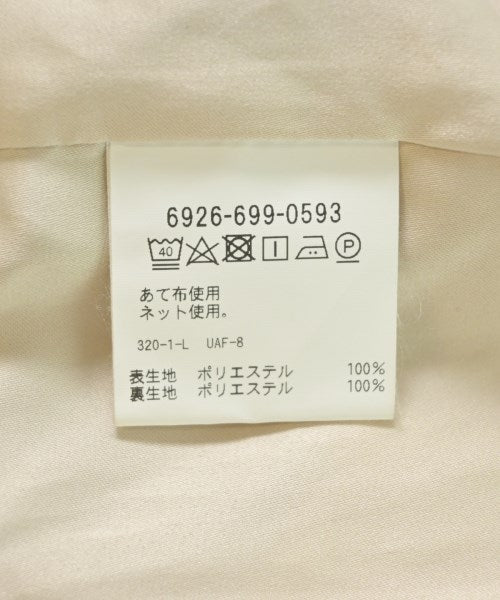 6926-699-0593
40 P
あて布使用
ネット使用。
320-1-L UAF-8
表生地 ポリエステル 100%
裏生地 ポリエステル 100%